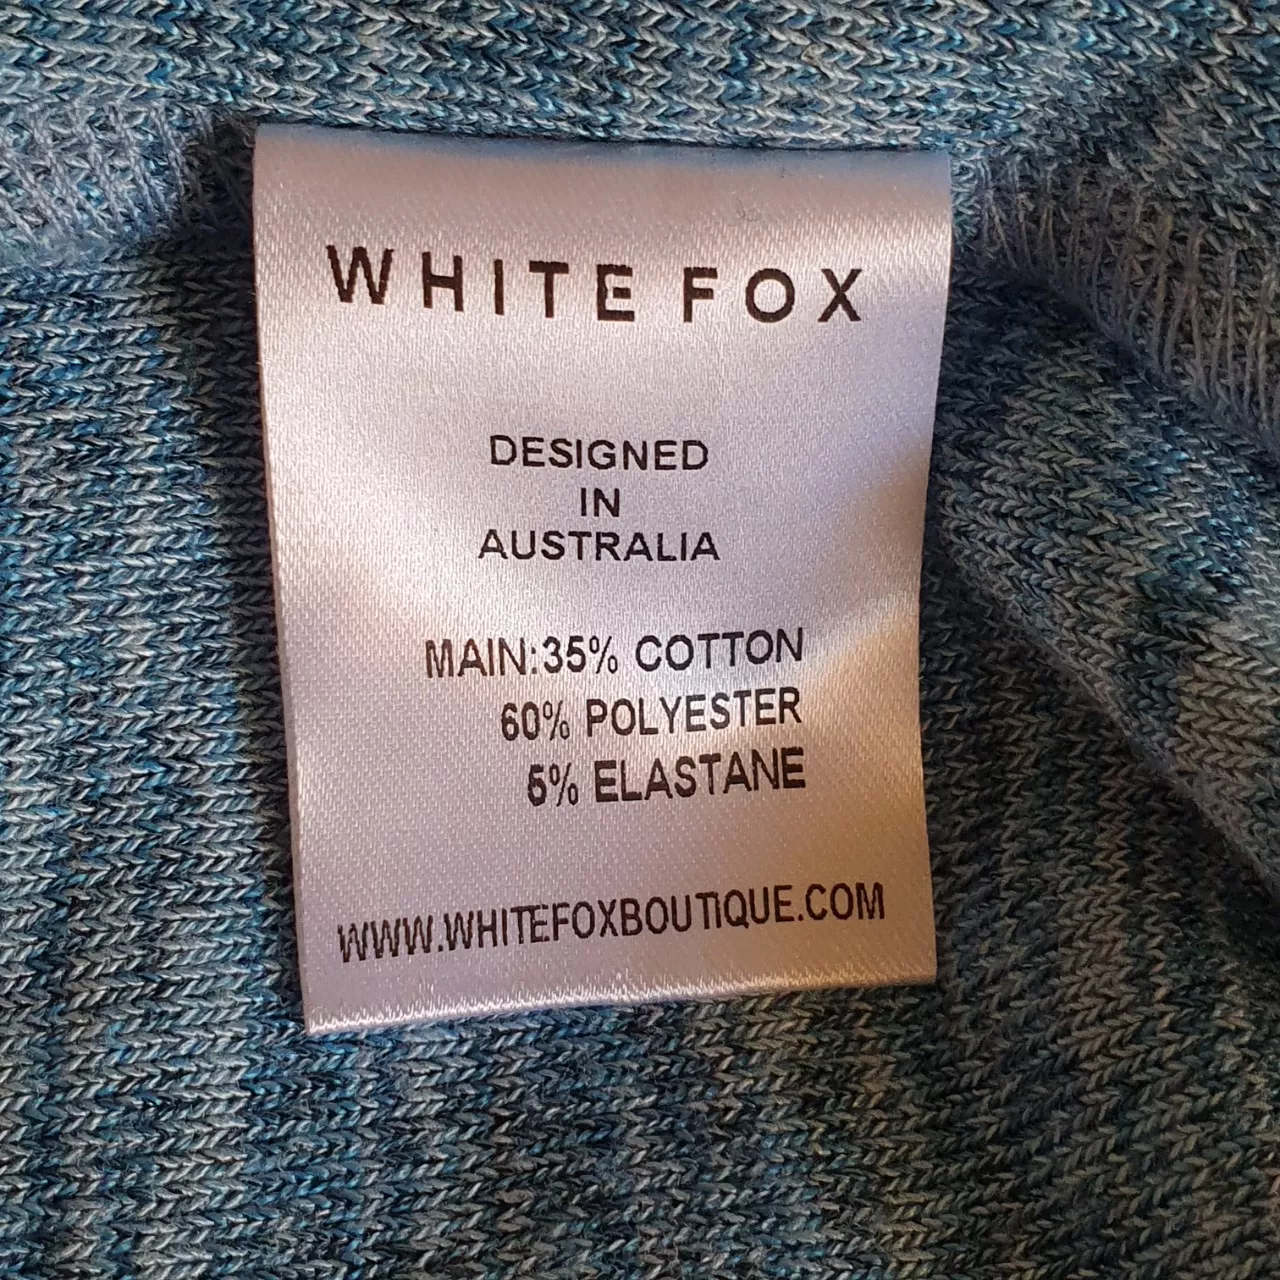 WHITE FOX
DESIGNED
IN
AUSTRALIA
MAIN:35% COTTON
60% POLYESTER
5% ELASTANE
WWW.WHITEFOXBOUTIQUE.COM